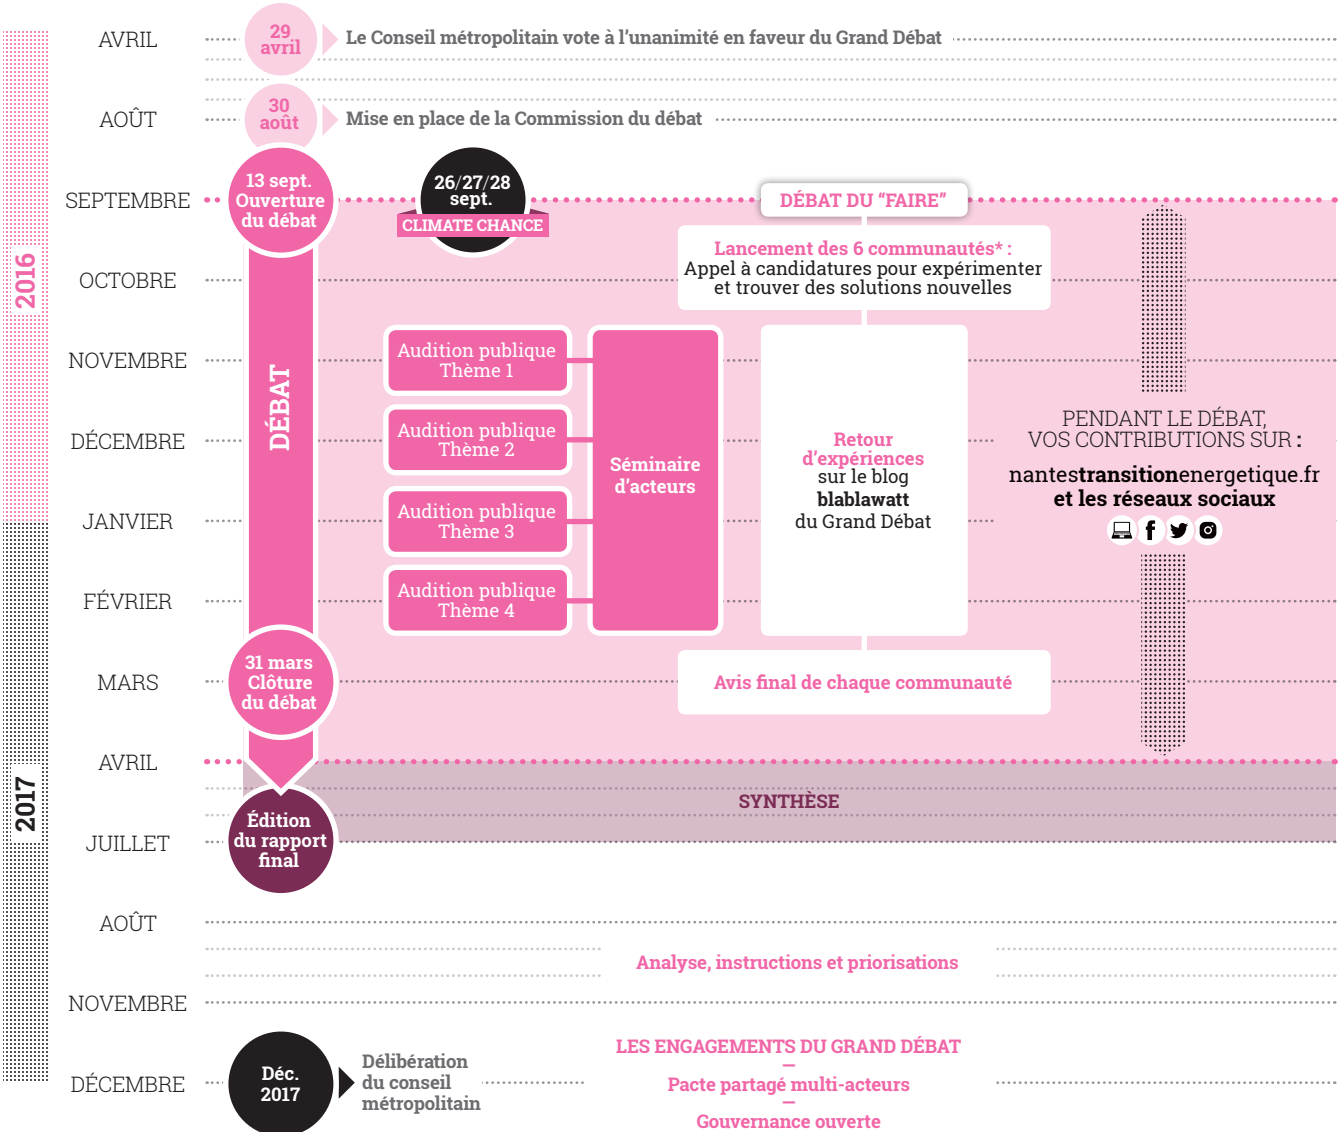 2016
2017
AVRIL
29
avril
Le Conseil métropolitain vote à l’unanimité en faveur du Grand Débat
AOÛT
30
août
Mise en place de la Commission du débat
SEPTEMBRE
13 sept.
Ouverture
du débat
26/27/28
sept.
CLIMATE CHANCE
DÉBAT DU “FAIRE”
Lancement des 6 communautés* :
Appel à candidatures pour expérimenter
et trouver des solutions nouvelles
OCTOBRE
DÉBAT
NOVEMBRE
Audition publique
Thème 1
DÉCEMBRE
Audition publique
Thème 2
JANVIER
Audition publique
Thème 3
FÉVRIER
Audition publique
Thème 4
Séminaire
d’acteurs
Retour
d’expériences
sur le blog
blablawatt
du Grand Débat
PENDANT LE DÉBAT,
VOS CONTRIBUTIONS SUR :
nantestransitionenergetique.fr
et les réseaux sociaux
MARS
31 mars
Clôture
du débat
Avis final de chaque communauté
AVRIL
SYNTHÈSE
JUILLET
Édition
du rapport
final
AOÛT
Analyse, instructions et priorisations
NOVEMBRE
DÉCEMBRE
Déc.
2017
Délibération
du conseil
métropolitain
LES ENGAGEMENTS DU GRAND DÉBAT
—
Pacte partagé multi-acteurs
—
Gouvernance ouverte